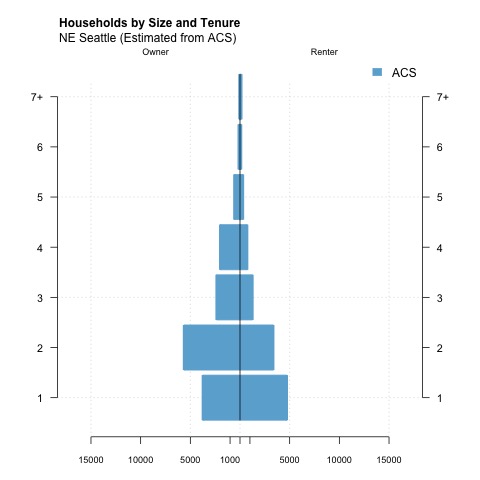 Households by Size and Tenure
NE Seattle (Estimated from ACS)
Owner Renter
ACS
7+ 7+
6 6
5 5
4 4
3 3
2 2
1 1
15000 10000 5000 1000 5000 10000 15000